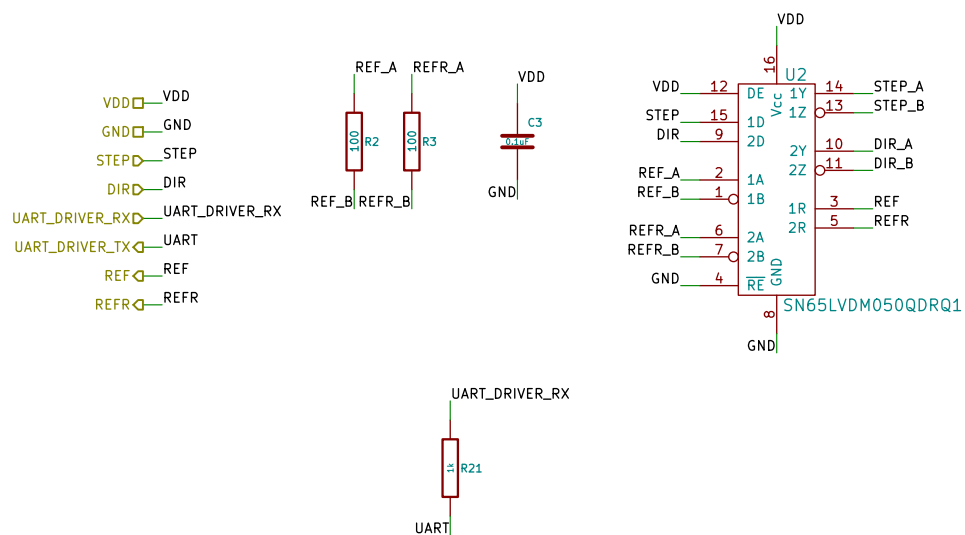 VDD VDD
GND GND
STEP STEP
DIR DIR
UART_DRIVER_RX UART_DRIVER_RX
UART_DRIVER_TX UART
REF REF
REFR REFR
REF_A REFR_A
100 R2 100 R3
REF_B REFR_B
VDD
C3
0.1uF
GND
VDD
16
U2
VDD 12 DE Vcc 1Y 14 STEP_A
1Z 13 STEP_B
STEP 15 1D
DIR 9 2D
2Y 10 DIR_A
2Z 11 DIR_B
REF_A 2 1A
REF_B 1 1B
1R 3 REF
2R 5 REFR
REFR_A 6 2A
REFR_B 7 2B
GND 4 RE GND
8 SN65LVDM050QDRQ1
GND
UART_DRIVER_RX
1k R21
UART